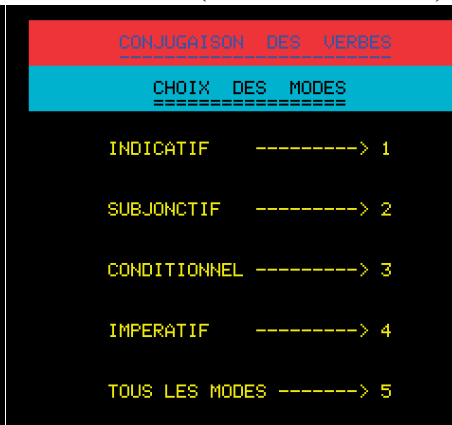 CONJUGAISON DES VERBES
CHOIX DES MODES
=================
INDICATIF ---------> 1
SUBJONCTIF ---------> 2
CONDITIONNEL ---------> 3
IMPERATIF ---------> 4
TOUS LES MODES -------> 5